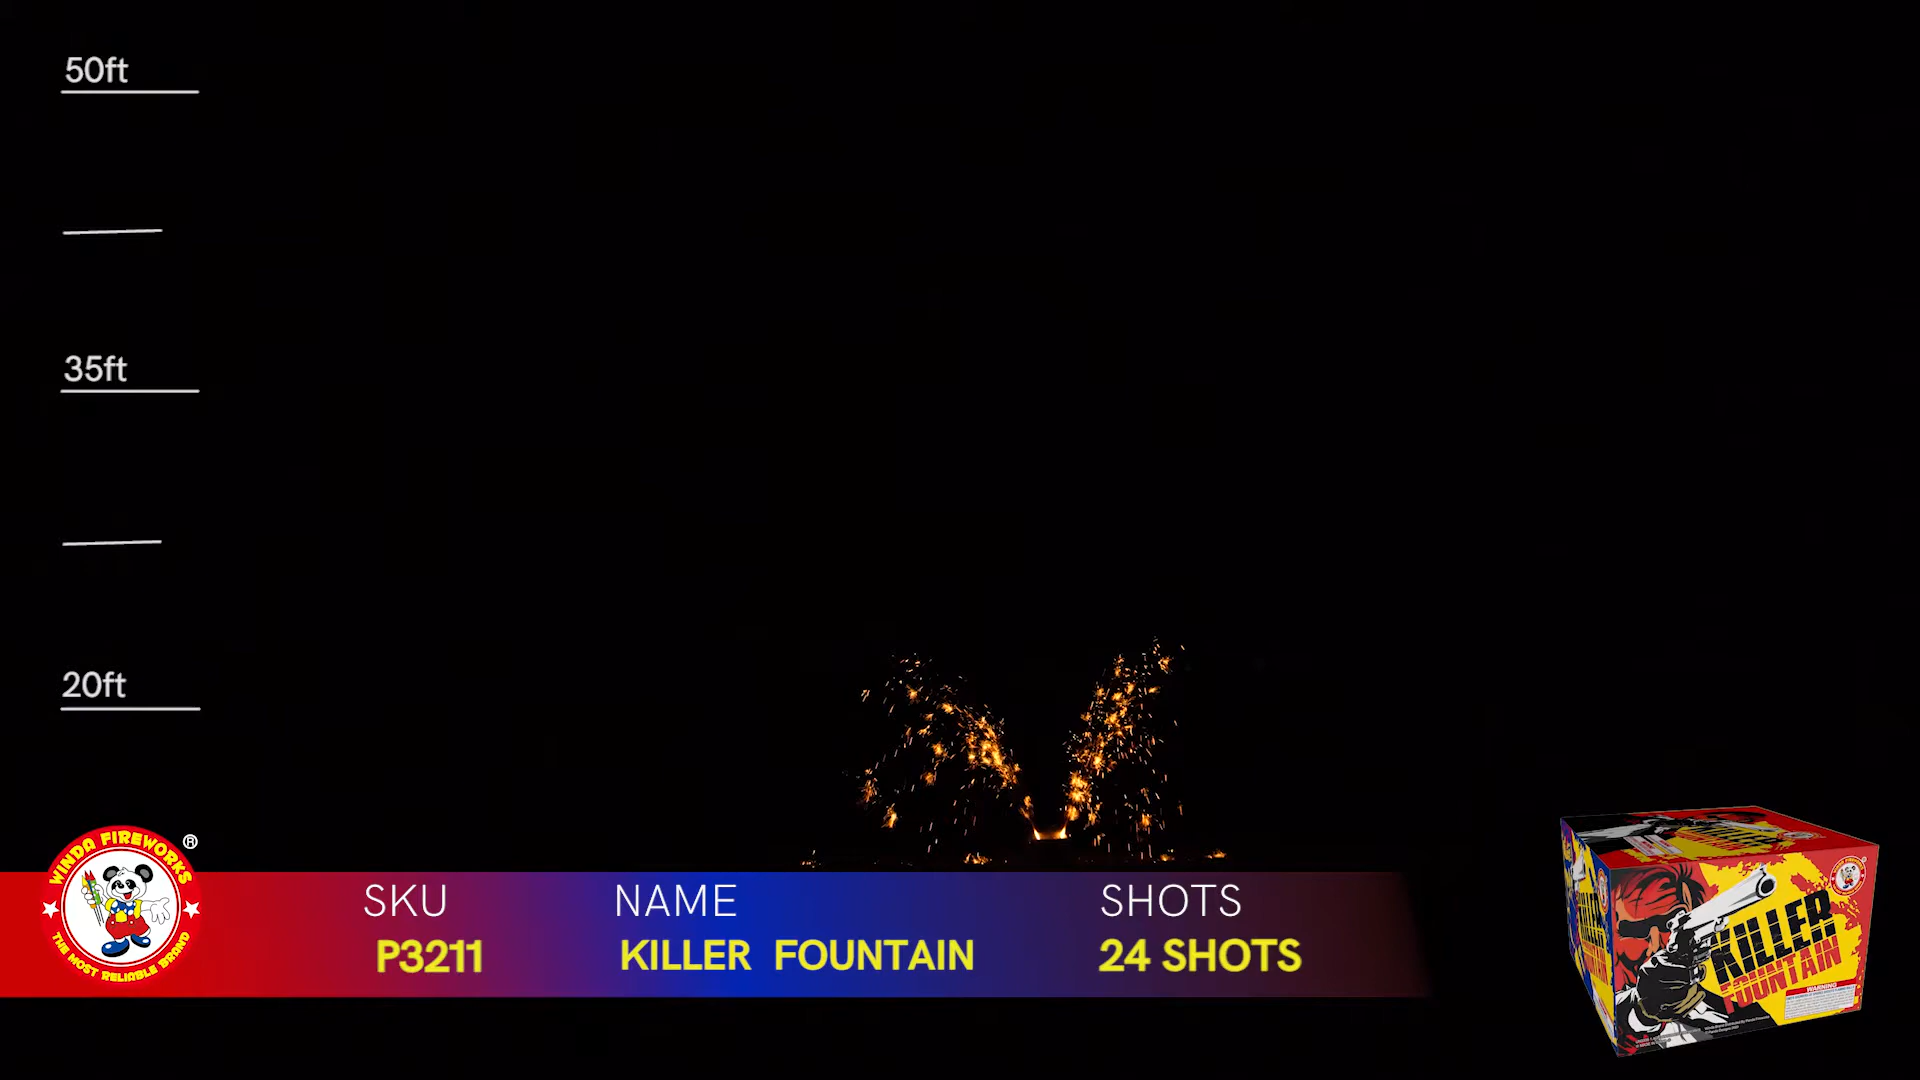 50ft
35ft
20ft
WINDA FIREWORKS ®
THE MOST RELIABLE BRAND
SKU NAME SHOTS
P3211 KILLER FOUNTAIN 24 SHOTS
KILLER
FOUNTAIN
WARNING